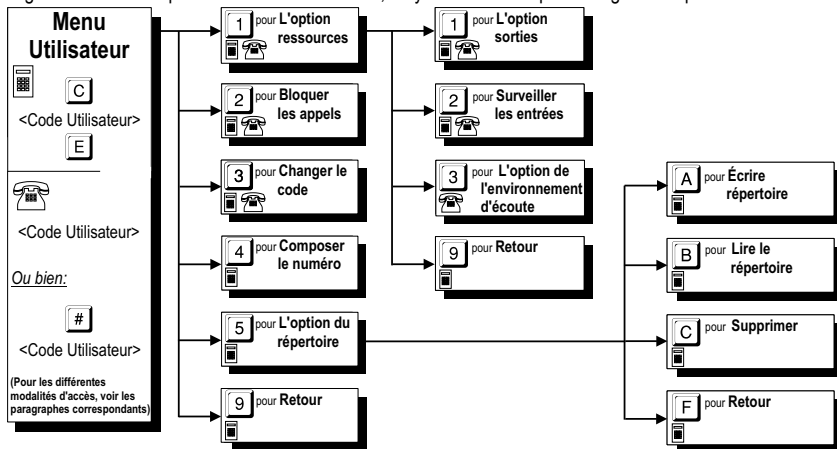 Menu
Utilisateur
C
<Code Utilisateur>
E
<Code Utilisateur>
Ou bien:
#
<Code Utilisateur>
(Pour les différentes
modalités d'accès, voir les
paragraphes correspondants)
1 pour L'option
ressources
2 pour Bloquer
les appels
3 pour Changer le
code
4 pour Composer
le numéro
5 pour L'option du
répertoire
9 pour Retour
1 pour L'option
sorties
2 pour Surveiller
les entrées
3 pour L'option de
l'environnement
d'écoute
9 pour Retour
A pour Écrire
répertoire
B pour Lire le
répertoire
C pour Supprimer
F pour Retour